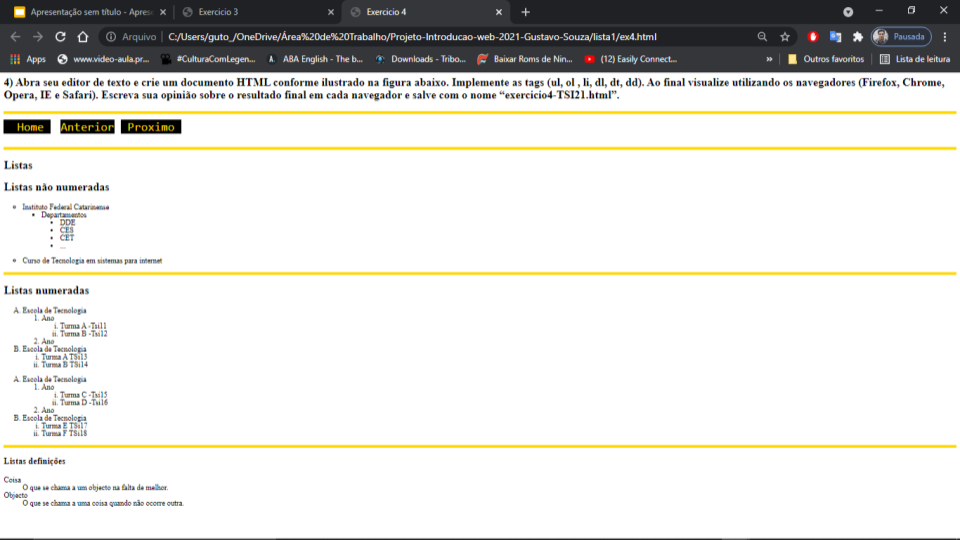 Apresentação sem título - Aprese
Exercicio 3
Exercicio 4
Arquivo | C:/Users/guto_/OneDrive/Área%20de%20Trabalho/Projeto-Introducao-web-2021-Gustavo-Souza/lista1/ex4.html
Pausada
Apps
www.video-aula.pr...
#CulturaComLegen...
ABA English - The b...
Downloads - Tribo...
Baixar Roms de Nin...
(12) Easily Connect...
»
Outros favoritos
Lista de leitura
4) Abra seu editor de texto e crie um documento HTML conforme ilustrado na figura abaixo. Implemente as tags (ul, ol , li, dl, dt, dd). Ao final visualize utilizando os navegadores (Firefox, Chrome,
Opera, IE e Safari). Escreva sua opinião sobre o resultado final em cada navegador e salve com o nome “exercicio4-TSI21.html”.
Home Anterior Proximo
Listas
Listas não numeradas
Instituto Federal Catarinense
Departamentos
DDE
CES
CET
...
Curso de Tecnologia em sistemas para internet
Listas numeradas
A. Escola de Tecnologia
1. Ano
i. Turma A -Tsi11
ii. Turma B -Tsi12
2. Ano
B. Escola de Tecnologia
i. Turma A TSi13
ii. Turma B TSi14
A. Escola de Tecnologia
1. Ano
i. Turma C -Tsi15
ii. Turma D -Tsi16
2. Ano
B. Escola de Tecnologia
i. Turma E TSi17
ii. Turma F TSi18
Listas definições
Coisa
O que se chama a um objecto na falta de melhor.
Objecto
O que se chama a uma coisa quando não ocorre outra.